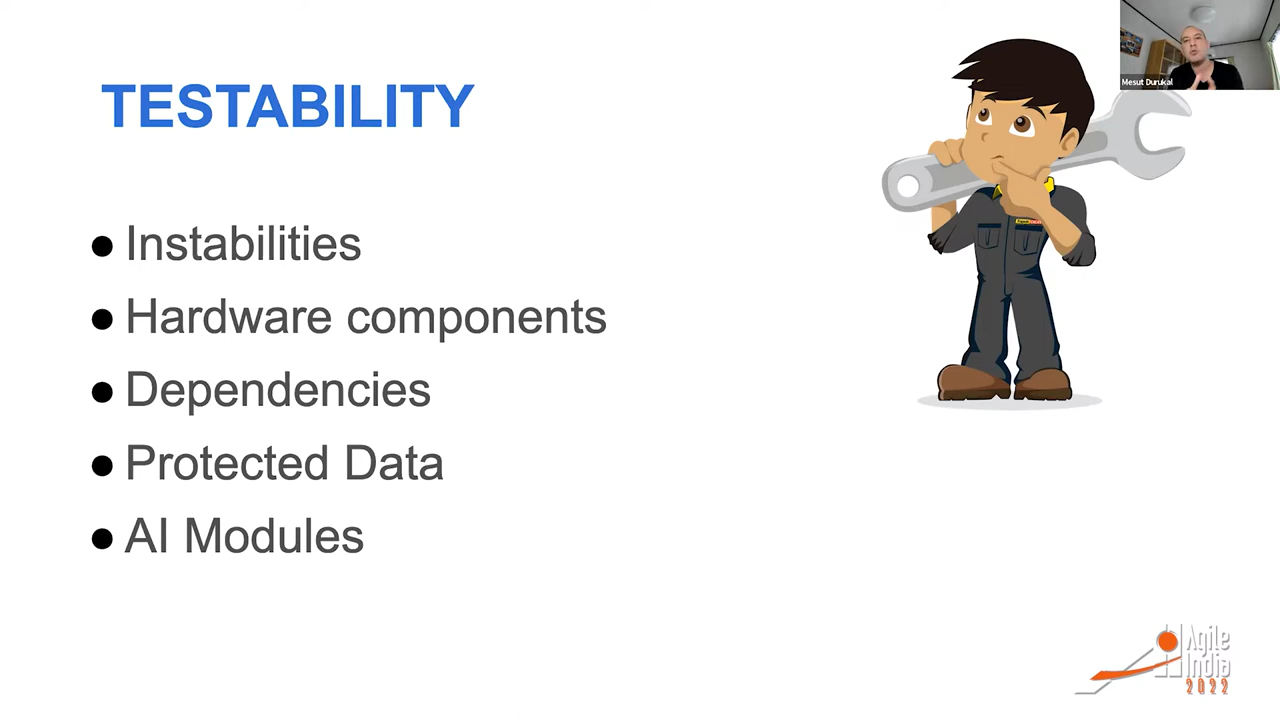 TESTABILITY
Mesut Durukal
● Instabilities
● Hardware components
● Dependencies
● Protected Data
● AI Modules
Agile
India
2022